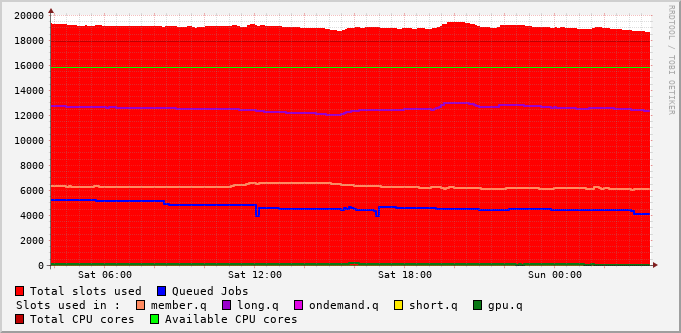 20000
18000
16000
14000
12000
10000
8000
6000
4000
2000
0
Sat 06:00 Sat 12:00 Sat 18:00 Sun 00:00
RRDTOOL / TOBI OETIKER
Total slots used Queued Jobs
Slots used in : member.q long.q ondemand.q short.q gpu.q
Total CPU cores Available CPU cores